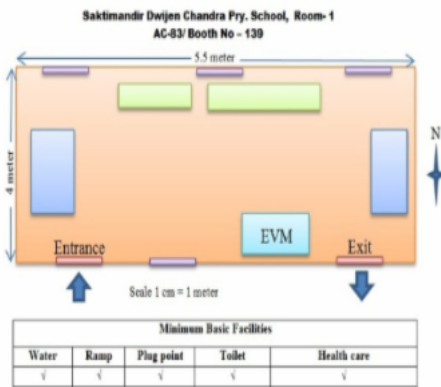 Saktimandir Dwijen Chandra Pry. School, Room- 1
AC-83/ Booth No – 139
5.5 meter
4 meter
N
EVM
Entrance
Exit
Scale 1 cm = 1 meter
Minimum Basic Facilities
Water Ramp Plug point Toilet Health care
√ √ √ √ √